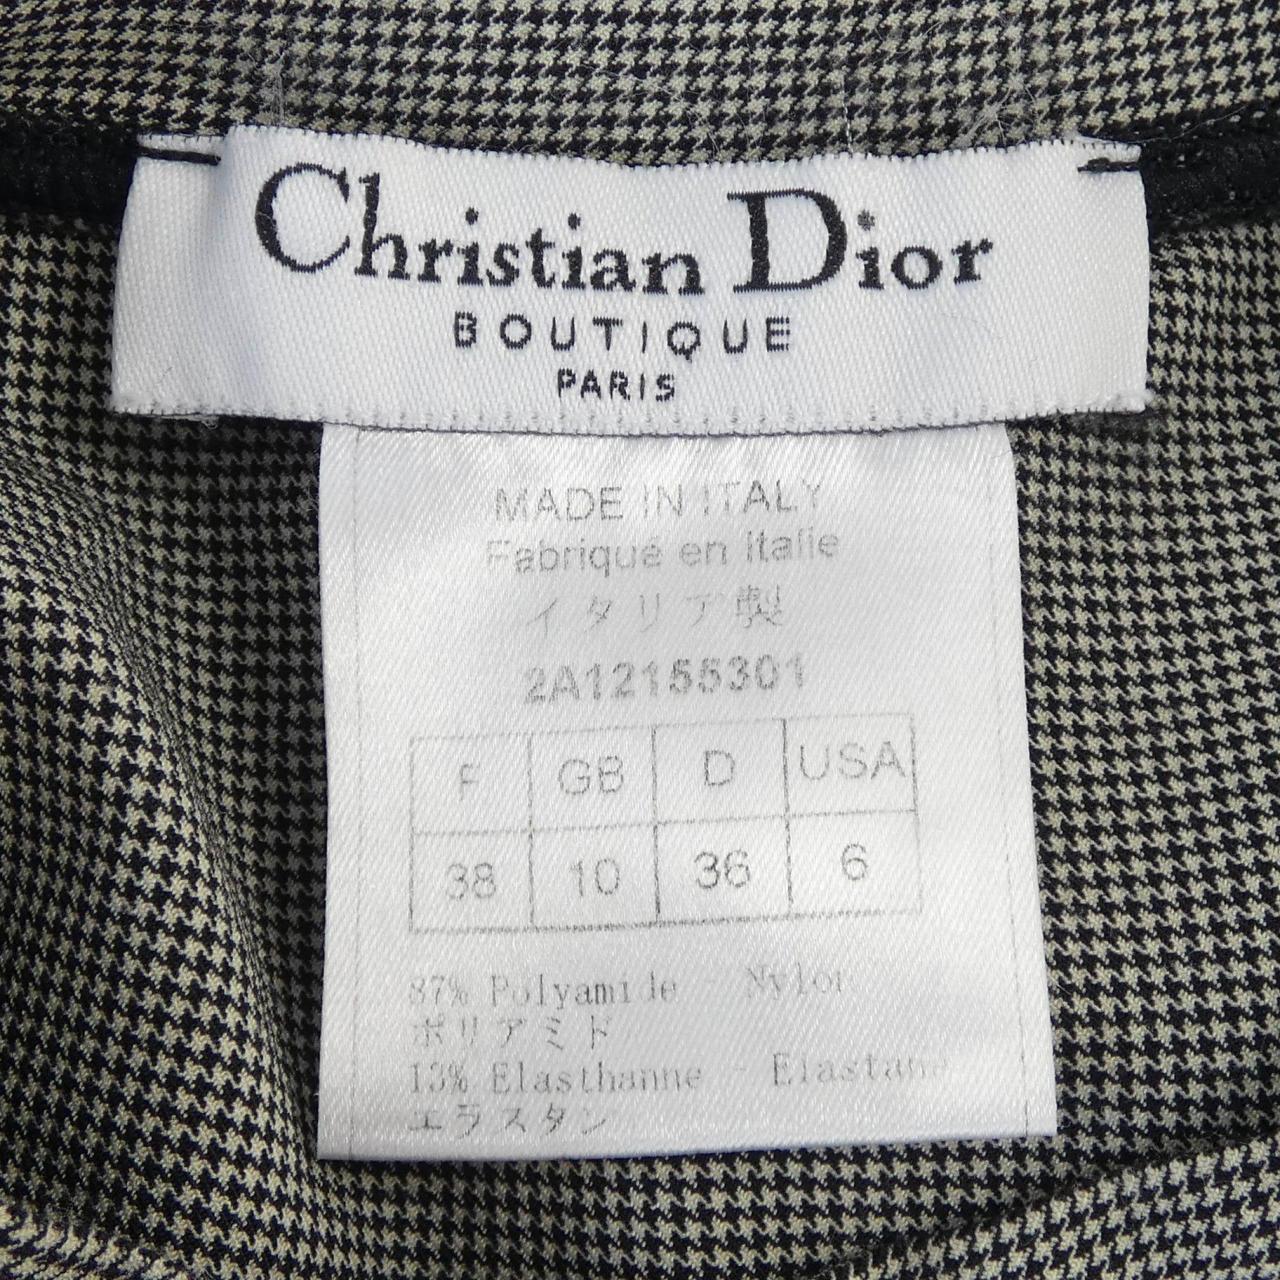 Christian Dior
BOUTIQUE
PARIS
MADE IN ITALY
Fabriqué en Italie
イタリア製
2A12155301
F GB D USA
38 10 36 6
87% Polyamide - Nylon
ポリアミド
13% Elasthanne - Elastane
エラスタン